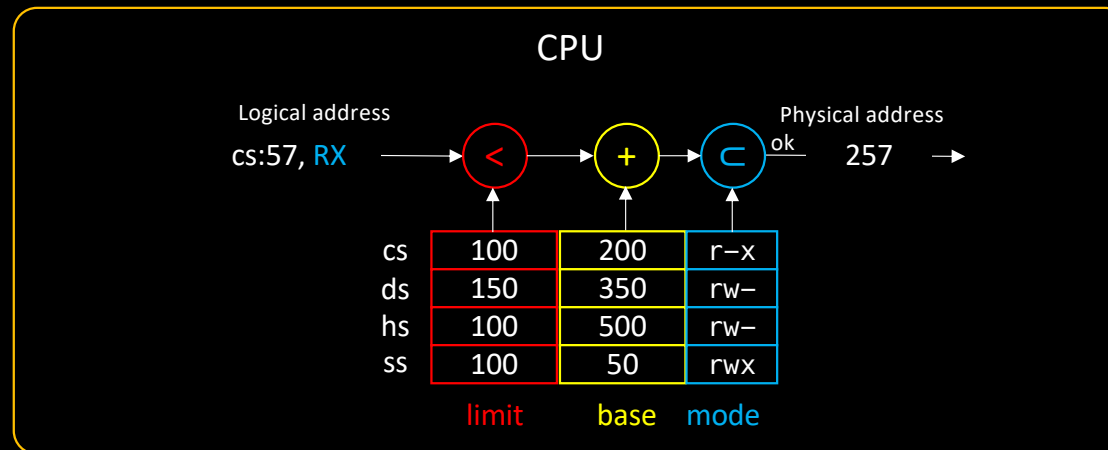 CPU
Logical address
Physical address
cs:57, RX
<
+
⊂
ok
257
cs 100 200 r–x
ds 150 350 rw–
hs 100 500 rw–
ss 100 50 rwx
limit base mode